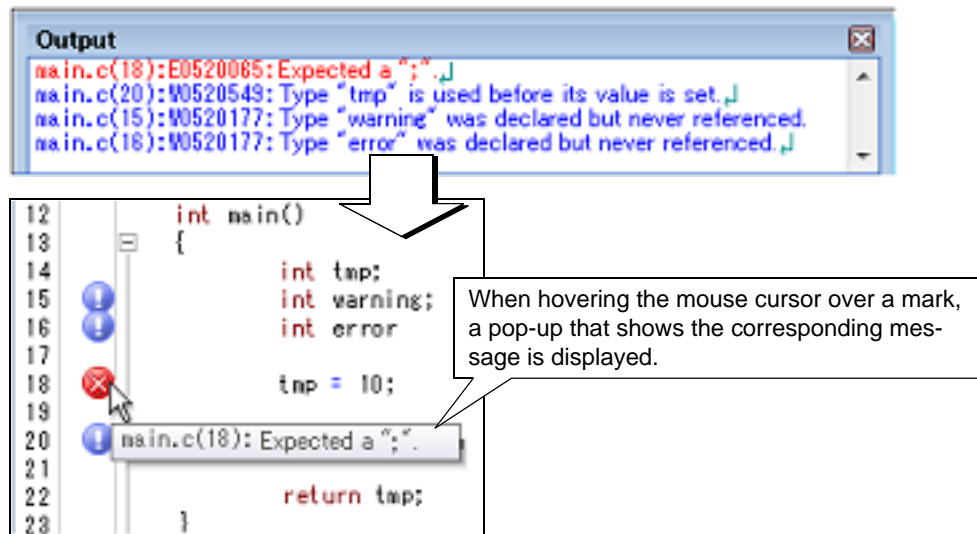 Output
main.c(18):E0520065:Expected a ";".
main.c(20):W0520549:Type "tmp" is used before its value is set.
main.c(15):W0520177:Type "warning" was declared but never referenced.
main.c(16):W0520177:Type "error" was declared but never referenced.
12 int main()
13 {
14 int tmp;
15 int warning;
16 int error
17
18 tmp = 10;
19
20
main.c(18): Expected a ";".
21
22 return tmp;
23 }
When hovering the mouse cursor over a mark,
a pop-up that shows the corresponding mes-
sage is displayed.